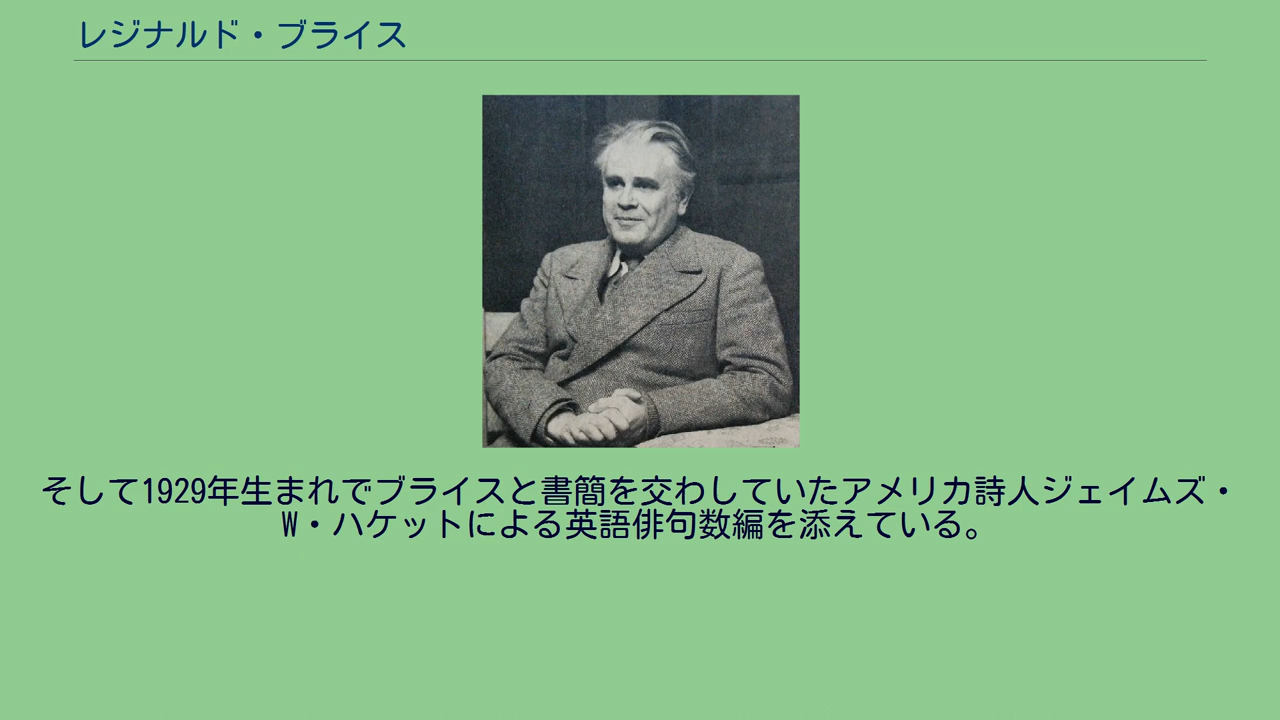 レジナルド・ブライス
そして1929年生まれでブライスと書簡を交わしていたアメリカ詩人ジェイムズ・
W・ハケットによる英語俳句数編を添えている。